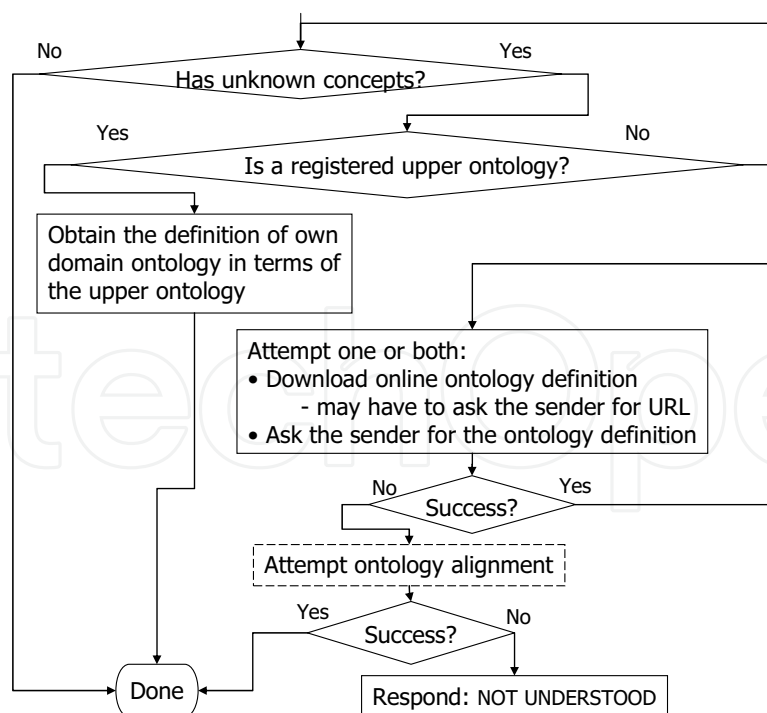 No
Yes
Has unknown concepts?
Yes
No
Is a registered upper ontology?
Obtain the definition of own
domain ontology in terms of
the upper ontology
Attempt one or both:
• Download online ontology definition
- may have to ask the sender for URL
• Ask the sender for the ontology definition
No
Yes
Success?
Attempt ontology alignment
Yes
No
Success?
Done
Respond: NOT UNDERSTOOD
techOpe